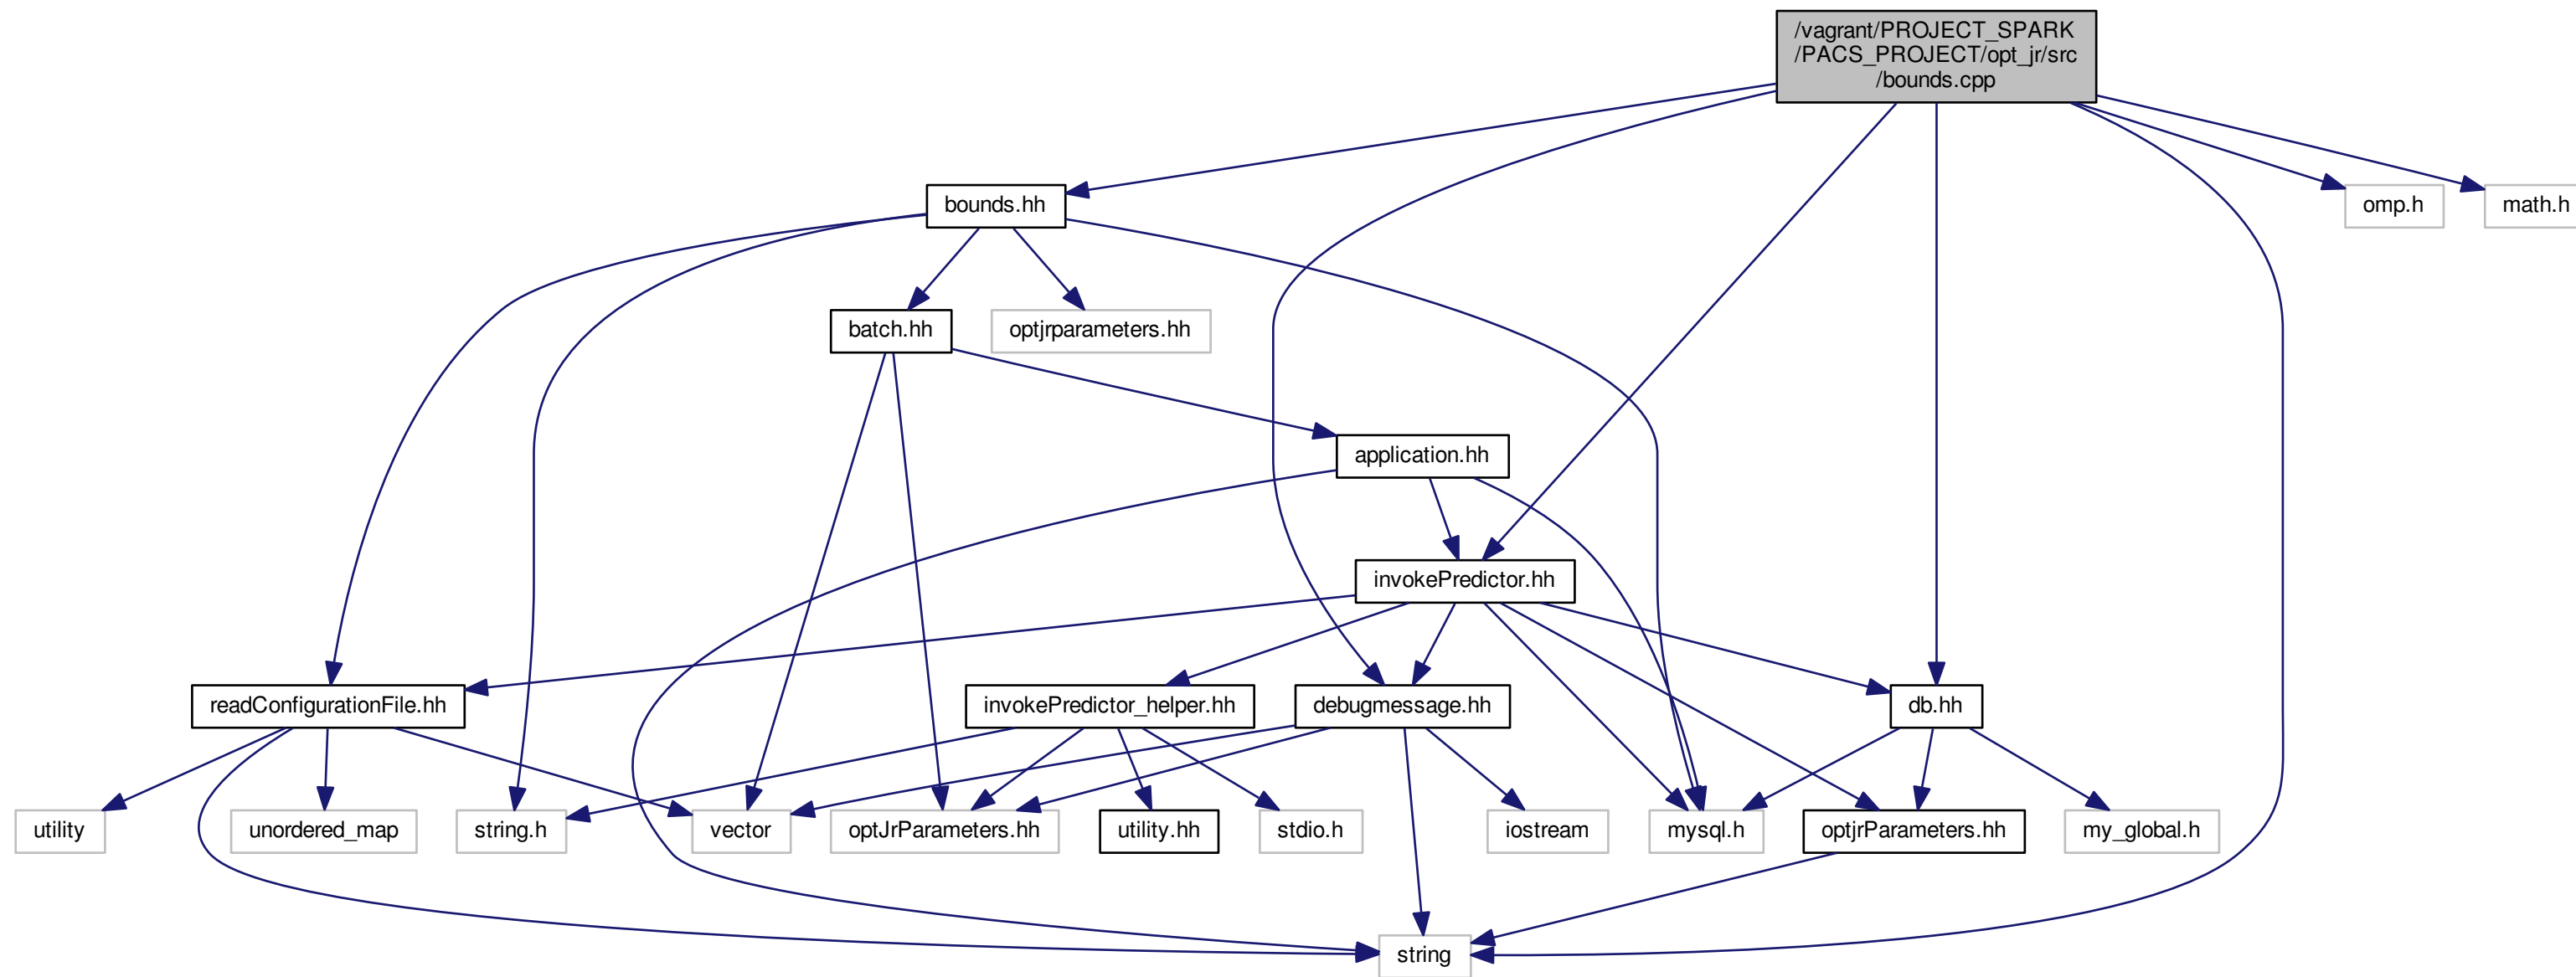 /vagrant/PROJECT_SPARK
/PACS_PROJECT/opt_jr/src
/bounds.cpp
bounds.hh
omp.h
math.h
batch.hh
optjrparameters.hh
application.hh
invokePredictor.hh
readConfigurationFile.hh
invokePredictor_helper.hh
debugmessage.hh
db.hh
utility
unordered_map
string.h
vector
optJrParameters.hh
utility.hh
stdio.h
iostream
mysql.h
optjrParameters.hh
my_global.h
string